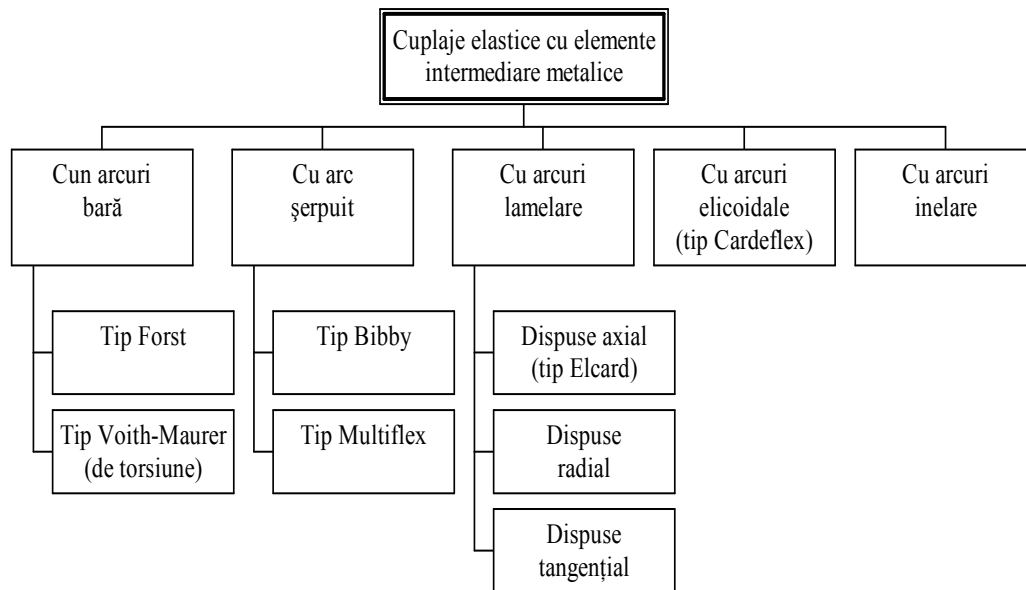 Cuplaje elastice cu elemente
intermediare metalice
Cun arcuri
bară
Cu arc
şerpuit
Cu arcuri
lamelare
Cu arcuri
elicoidale
(tip Cardeflex)
Cu arcuri
inelare
Tip Forst
Tip Voith-Maurer
(de torsiune)
Tip Bibby
Tip Multiflex
Dispuse axial
(tip Elcard)
Dispuse
radial
Dispuse
tangenţial